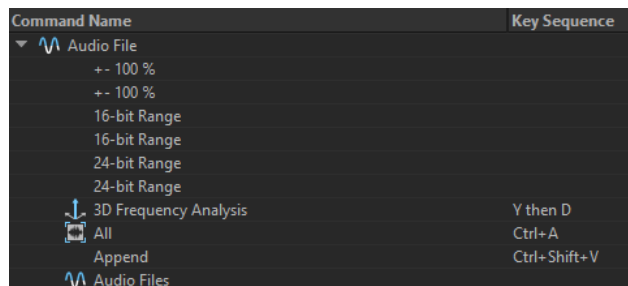 Command Name Key Sequence
Audio File
+- 100 %
+- 100 %
16-bit Range
16-bit Range
24-bit Range
24-bit Range
3D Frequency Analysis Y then D
All Ctrl+A
Append Ctrl+Shift+V
Audio Files